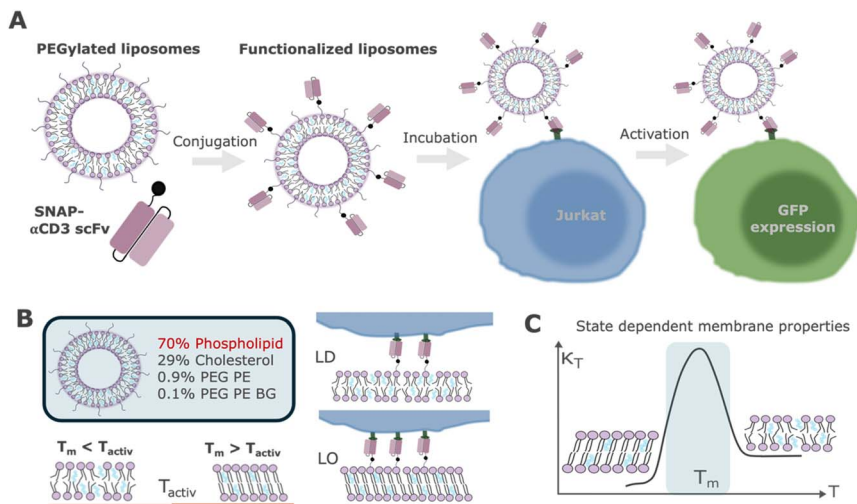 A
PEGylated liposomes
Functionalized liposomes
Conjugation
Incubation
Activation
SNAP-
αCD3 scFv
Jurkat
GFP
expression
B
70% Phospholipid
29% Cholesterol
0.9% PEG PE
0.1% PEG PE BG
Tm < Tactiv
Tm > Tactiv
Tactiv
LD
LO
C
State dependent membrane properties
KT
Tm
T